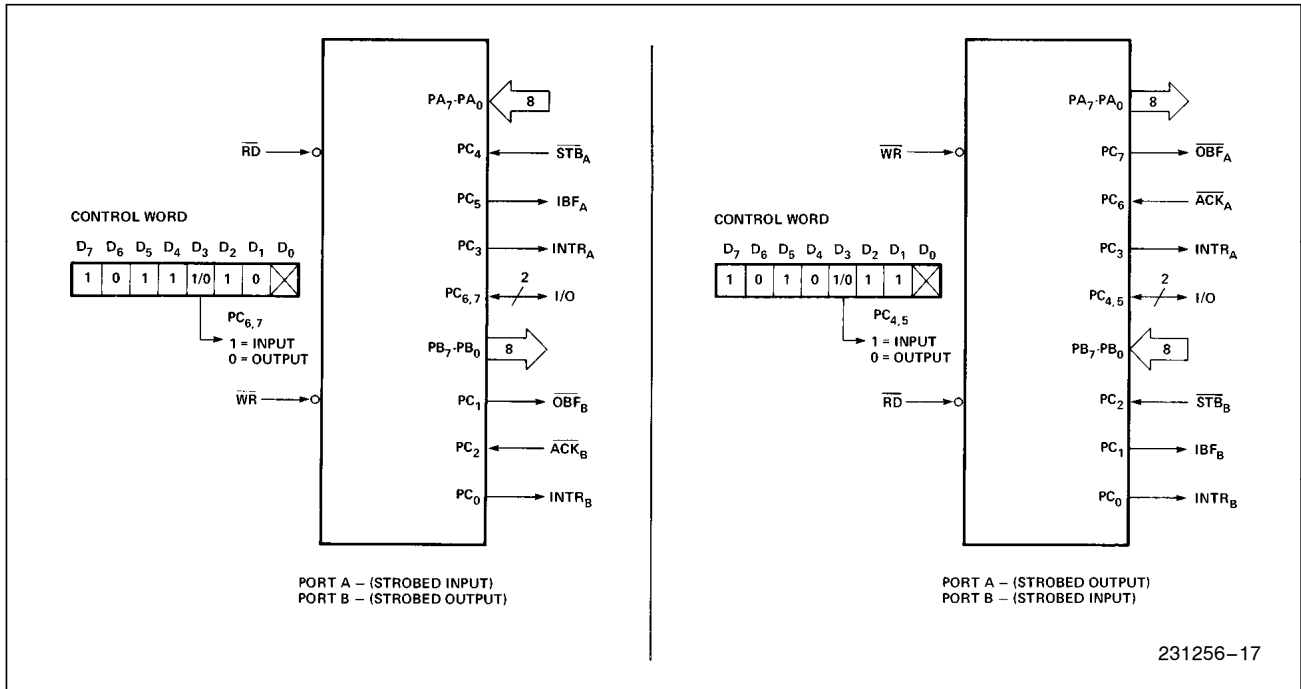 PA7-PA0 8
RD
PC4 STBA
PC5 IBFA
CONTROL WORD
D7 D6 D5 D4 D3 D2 D1 D0
1 0 1 1 1/0 1 0
PC3 INTRA
PC6,7 2 I/O
PC6,7
1 = INPUT
0 = OUTPUT
PB7-PB0 8
WR
PC1 OBFB
PC2 ACKB
PC0 INTRB
PORT A – (STROBED INPUT)
PORT B – (STROBED OUTPUT)
PA7-PA0 8
WR
PC7 OBFA
PC6 ACKA
CONTROL WORD
D7 D6 D5 D4 D3 D2 D1 D0
1 0 1 0 1/0 1 1
PC3 INTRA
PC4,5 2 I/O
PC4,5
1 = INPUT
0 = OUTPUT
PB7-PB0 8
RD
PC2 STBB
PC1 IBFB
PC0 INTRB
PORT A – (STROBED OUTPUT)
PORT B – (STROBED INPUT)
231256–17